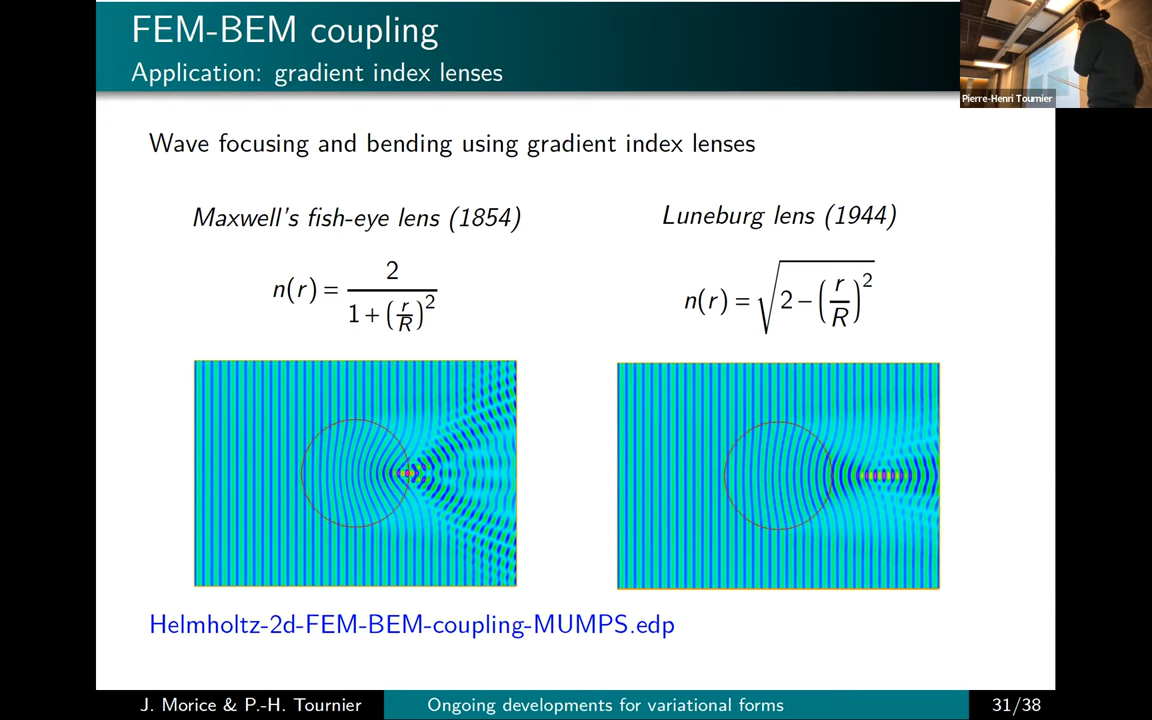 FEM-BEM coupling
Application: gradient index lenses
Pierre-Henri Tournier
Wave focusing and bending using gradient index lenses
Maxwell's fish-eye lens (1854)
n(r) = 2 / (1 + (r/R)^2)
Luneburg lens (1944)
n(r) = √(2 − (r/R)^2)
Helmholtz-2d-FEM-BEM-coupling-MUMPS.edp
J. Morice & P.-H. Tournier
Ongoing developments for variational forms
31/38